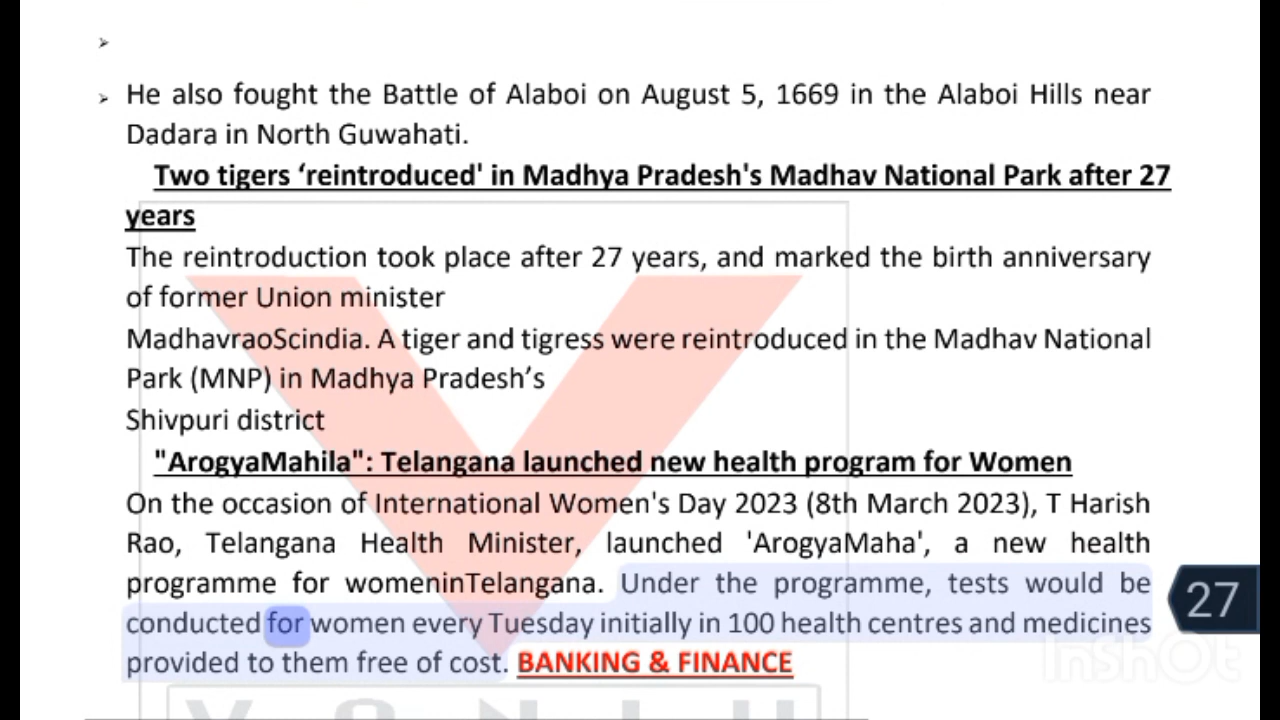 ➢
➢ He also fought the Battle of Alaboi on August 5, 1669 in the Alaboi Hills near
Dadara in North Guwahati.
Two tigers ‘reintroduced' in Madhya Pradesh's Madhav National Park after 27
years
The reintroduction took place after 27 years, and marked the birth anniversary
of former Union minister
MadhavraoScindia. A tiger and tigress were reintroduced in the Madhav National
Park (MNP) in Madhya Pradesh’s
Shivpuri district
"ArogyaMahila": Telangana launched new health program for Women
On the occasion of International Women's Day 2023 (8th March 2023), T Harish
Rao, Telangana Health Minister, launched 'ArogyaMaha', a new health
programme for womeninTelangana. Under the programme, tests would be
conducted for women every Tuesday initially in 100 health centres and medicines
provided to them free of cost. BANKING & FINANCE
27
InshOt